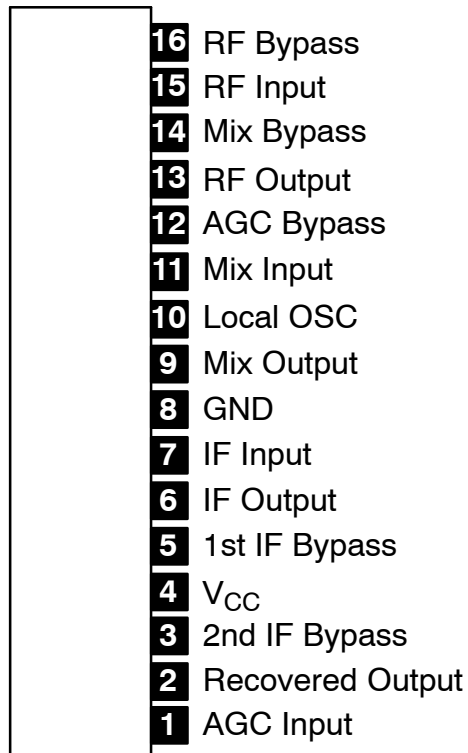 16 RF Bypass
15 RF Input
14 Mix Bypass
13 RF Output
12 AGC Bypass
11 Mix Input
10 Local OSC
9 Mix Output
8 GND
7 IF Input
6 IF Output
5 1st IF Bypass
4 VCC
3 2nd IF Bypass
2 Recovered Output
1 AGC Input